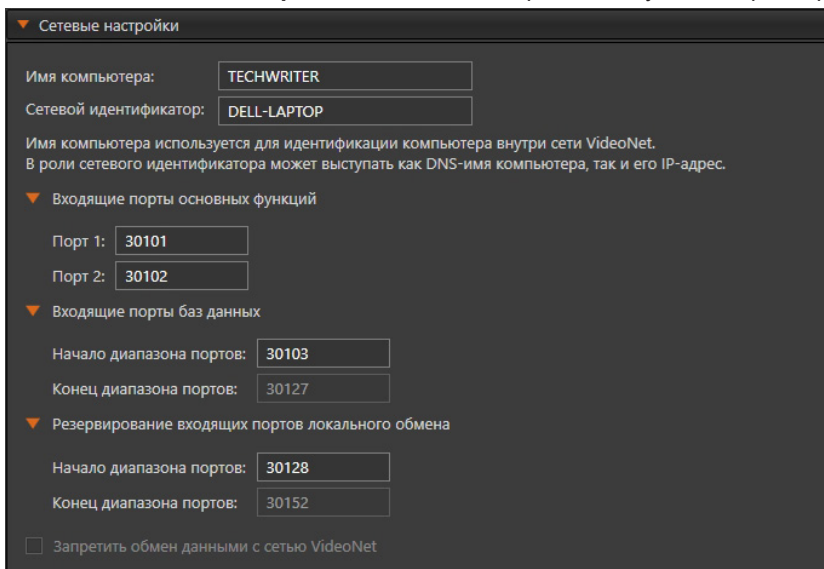 Сетевые настройки
Имя компьютера: TECHWRITER
Сетевой идентификатор: DELL-LAPTOP
Имя компьютера используется для идентификации компьютера внутри сети VideoNet.
В роли сетевого идентификатора может выступать как DNS-имя компьютера, так и его IP-адрес.
Входящие порты основных функций
Порт 1: 30101
Порт 2: 30102
Входящие порты баз данных
Начало диапазона портов: 30103
Конец диапазона портов: 30127
Резервирование входящих портов локального обмена
Начало диапазона портов: 30128
Конец диапазона портов: 30152
Запретить обмен данными с сетью VideoNet